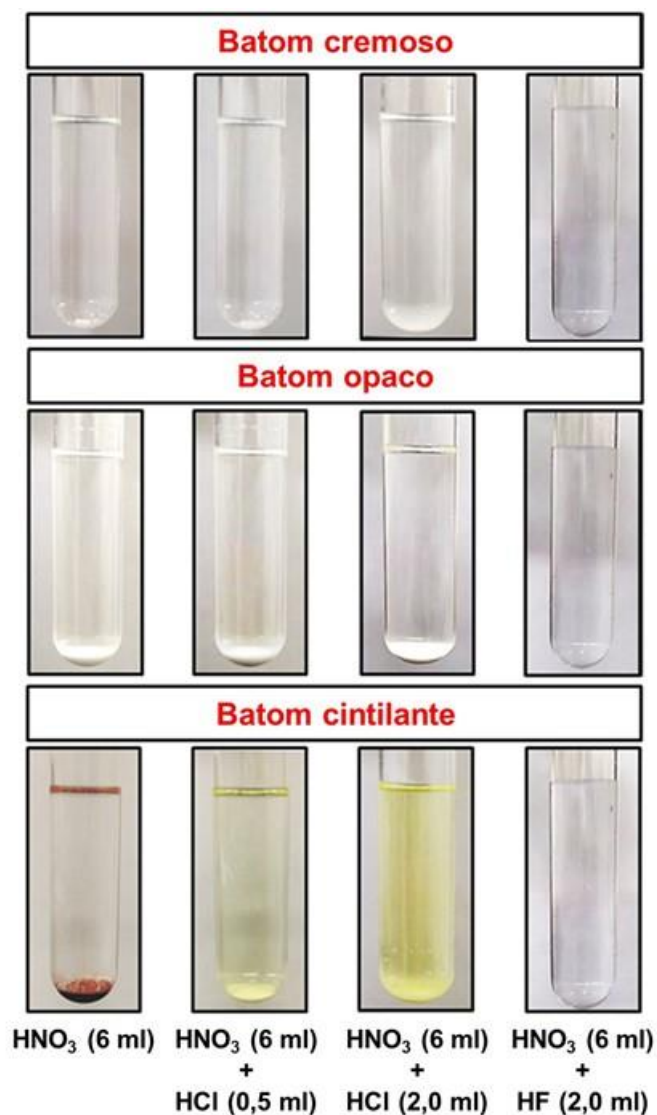 Batom cremoso
Batom opaco
Batom cintilante
HNO₃ (6 ml)
HNO₃ (6 ml)
+
HCl (0,5 ml)
HNO₃ (6 ml)
+
HCl (2,0 ml)
HNO₃ (6 ml)
+
HF (2,0 ml)